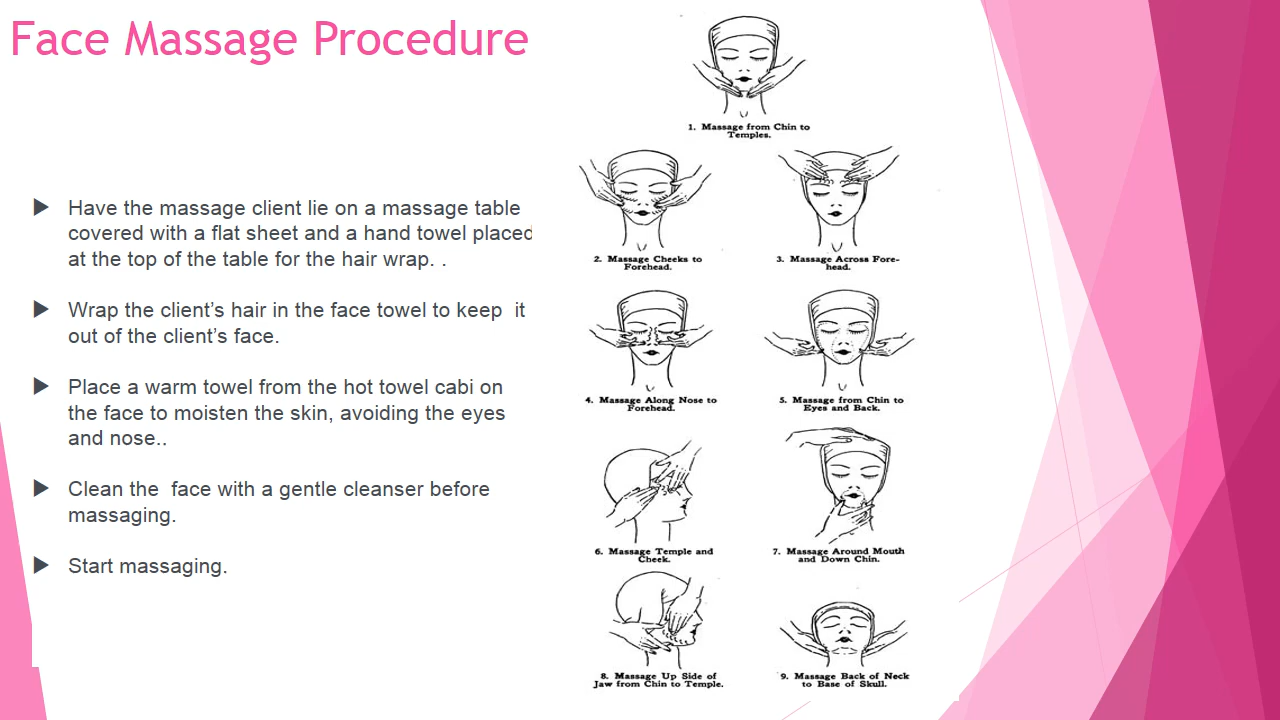 Face Massage Procedure
Have the massage client lie on a massage table
covered with a flat sheet and a hand towel placed
at the top of the table for the hair wrap. .
Wrap the client’s hair in the face towel to keep  it
out of the client’s face.
Place a warm towel from the hot towel cabi on
the face to moisten the skin, avoiding the eyes
and nose..
Clean the  face with a gentle cleanser before
massaging.
Start massaging.
1. Massage from Chin to
Temples.
2. Massage Cheeks to
Forehead.
3. Massage Across Fore-
head.
4. Massage Along Nose to
Forehead.
5. Massage from Chin to
Eyes and Back.
6. Massage Temple and
Cheek.
7. Massage Around Mouth
and Down Chin.
8. Massage Up Side of
Jaw from Chin to Temple.
9. Massage Back of Neck
to Base of Skull.